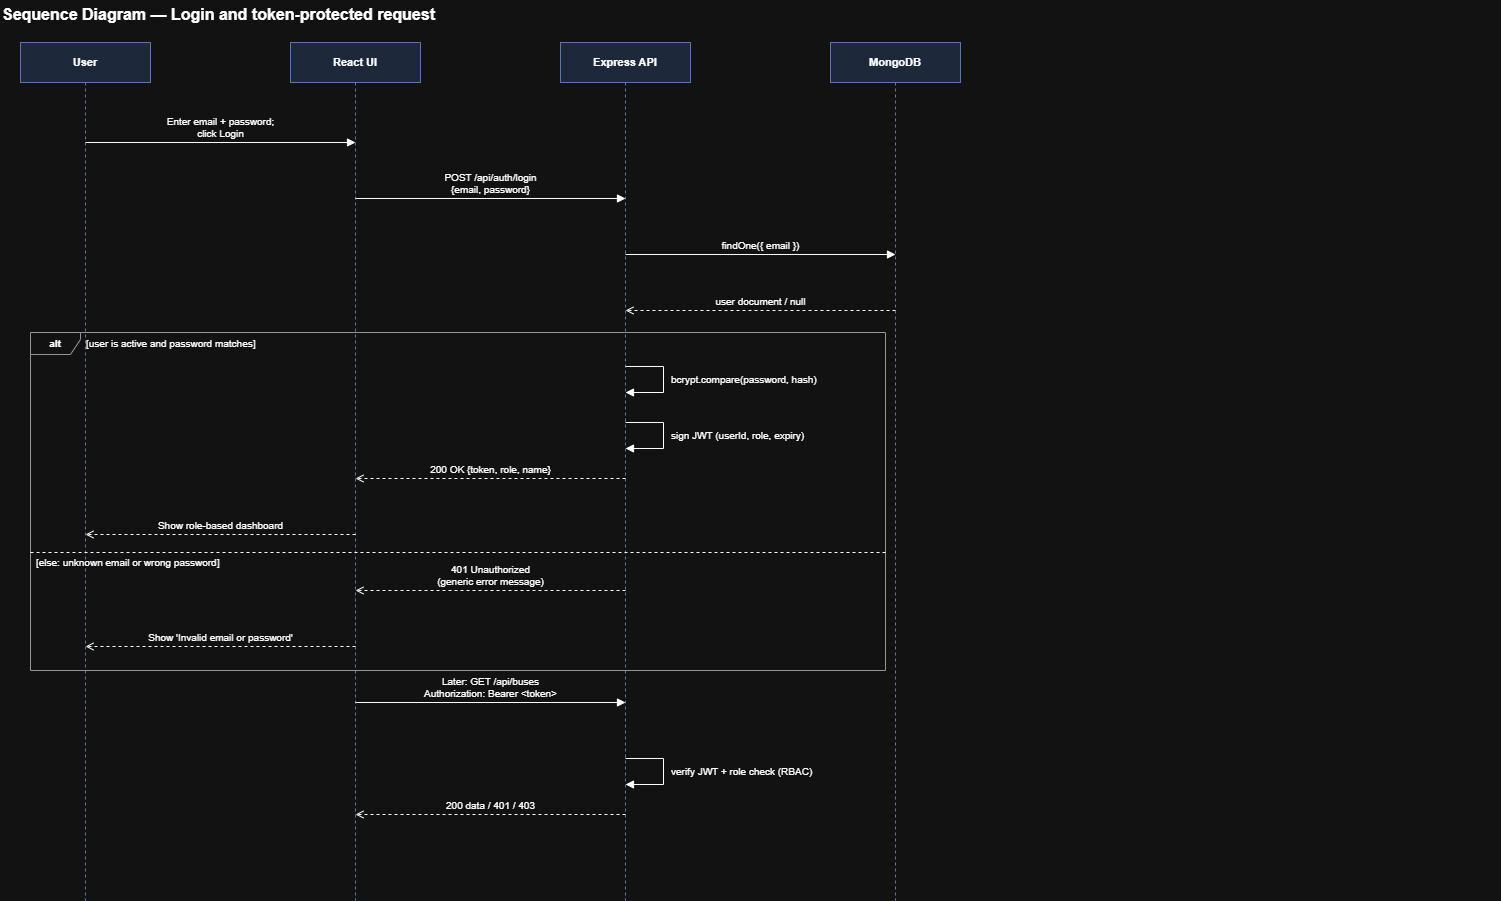 Sequence Diagram — Login and token-protected request
User
React UI
Express API
MongoDB
Enter email + password;
click Login
POST /api/auth/login
{email, password}
findOne({ email })
user document / null
alt
[user is active and password matches]
bcrypt.compare(password, hash)
sign JWT (userId, role, expiry)
200 OK {token, role, name}
Show role-based dashboard
[else: unknown email or wrong password]
401 Unauthorized
(generic error message)
Show 'Invalid email or password'
Later: GET /api/buses
Authorization: Bearer <token>
verify JWT + role check (RBAC)
200 data / 401 / 403